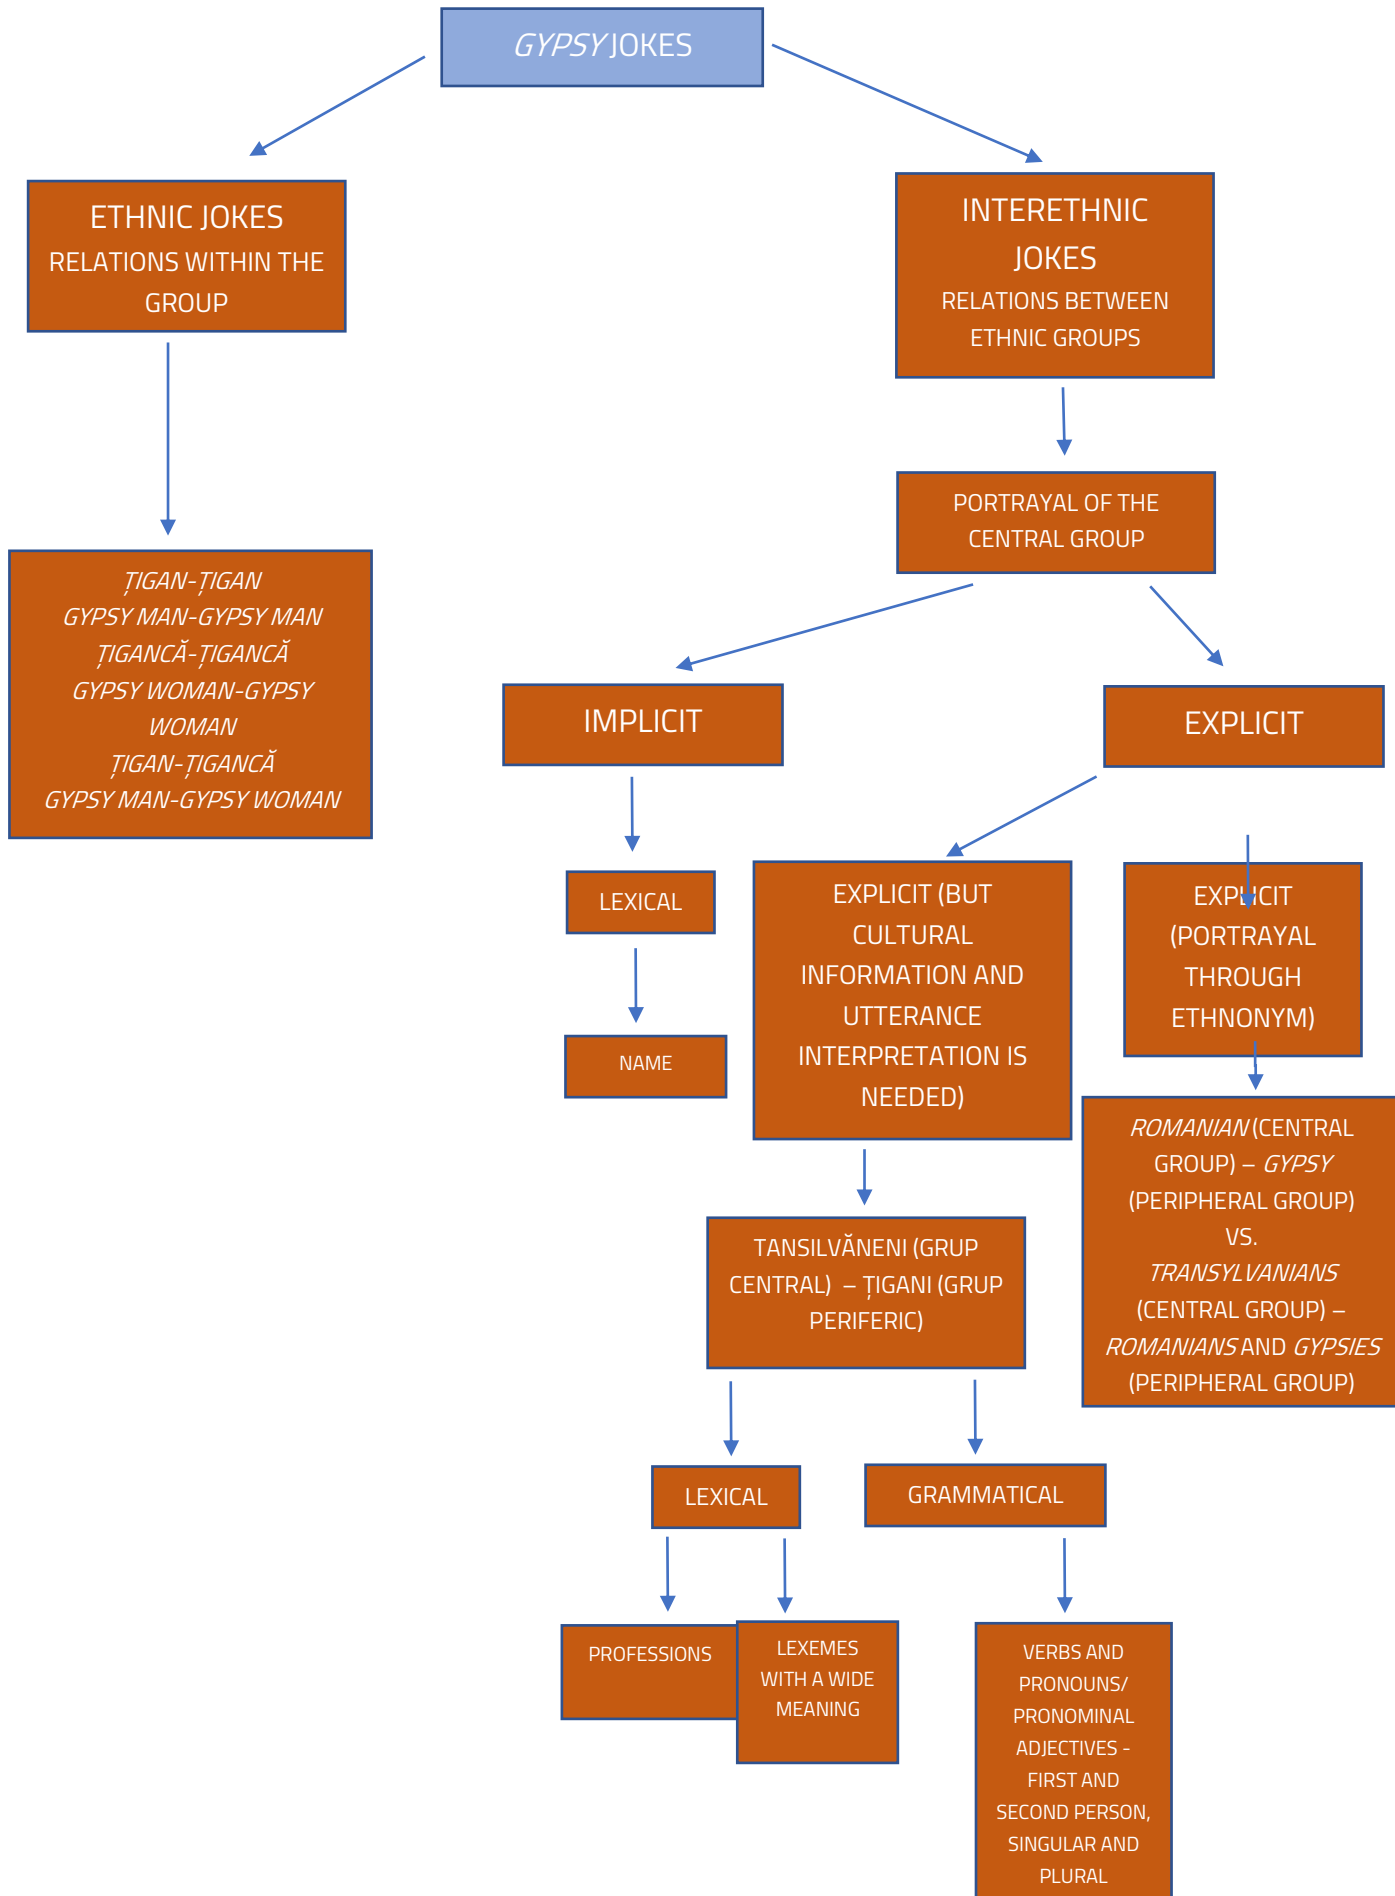 GYPSY JOKES
ETHNIC JOKES
RELATIONS WITHIN THE
GROUP
INTERETHNIC
JOKES
RELATIONS BETWEEN
ETHNIC GROUPS
PORTRAYAL OF THE
CENTRAL GROUP
ȚIGAN-ȚIGAN
GYPSY MAN-GYPSY MAN
ȚIGANCĂ-ȚIGANCĂ
GYPSY WOMAN-GYPSY
WOMAN
ȚIGAN-ȚIGANCĂ
GYPSY MAN-GYPSY WOMAN
IMPLICIT
EXPLICIT
LEXICAL
NAME
EXPLICIT (BUT
CULTURAL
INFORMATION AND
UTTERANCE
INTERPRETATION IS
NEEDED)
EXPLICIT
(PORTRAYAL
THROUGH
ETHNONYM)
ROMANIAN (CENTRAL
GROUP) – GYPSY
(PERIPHERAL GROUP)
VS.
TRANSYLVANIANS
(CENTRAL GROUP) –
ROMANIANS AND GYPSIES
(PERIPHERAL GROUP)
TANSILVĂNENI (GRUP
CENTRAL) – ȚIGANI (GRUP
PERIFERIC)
LEXICAL
GRAMMATICAL
PROFESSIONS
LEXEMES
WITH A WIDE
MEANING
VERBS AND
PRONOUNS/
PRONOMINAL
ADJECTIVES -
FIRST AND
SECOND PERSON,
SINGULAR AND
PLURAL